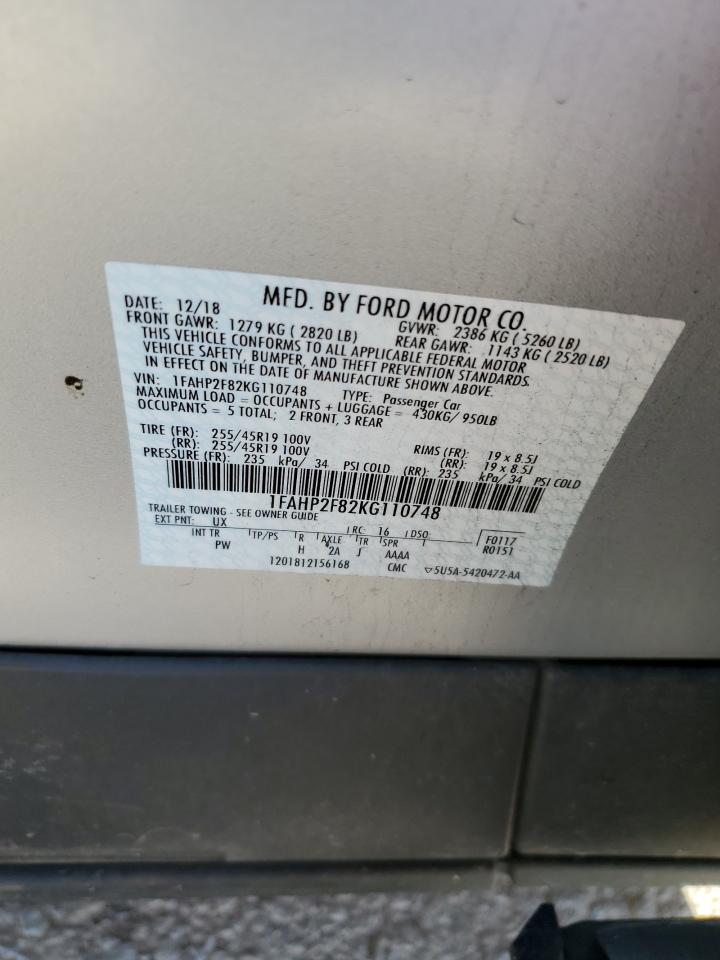 MFD. BY FORD MOTOR CO.
DATE: 12/18 GVWR: 2386 KG ( 5260 LB)
FRONT GAWR: 1279 KG ( 2820 LB) REAR GAWR: 1143 KG ( 2520 LB)
THIS VEHICLE CONFORMS TO ALL APPLICABLE FEDERAL MOTOR
VEHICLE SAFETY, BUMPER, AND THEFT PREVENTION STANDARDS
IN EFFECT ON THE DATE OF MANUFACTURE SHOWN ABOVE.
VIN: 1FAHP2F82KG110748 TYPE: Passenger Car
MAXIMUM LOAD = OCCUPANTS + LUGGAGE = 430KG/ 950LB
OCCUPANTS = 5 TOTAL; 2 FRONT, 3 REAR
TIRE (FR): 255/45R19 100V RIMS (FR): 19 x 8.5J
(RR): 255/45R19 100V (RR): 19 x 8.5J
PRESSURE (FR): 235 kPa/ 34 PSI COLD (RR): 235 kPa/ 34 PSI COLD
1FAHP2F82KG110748
TRAILER TOWING - SEE OWNER GUIDE
EXT PNT: UX RC: 16 DSO: F0117
INT TR TP/PS R AXLE TR SPR R0151
PW H 2A J AAAA
1201812156168 CMC ▽5U5A-5420472-AA